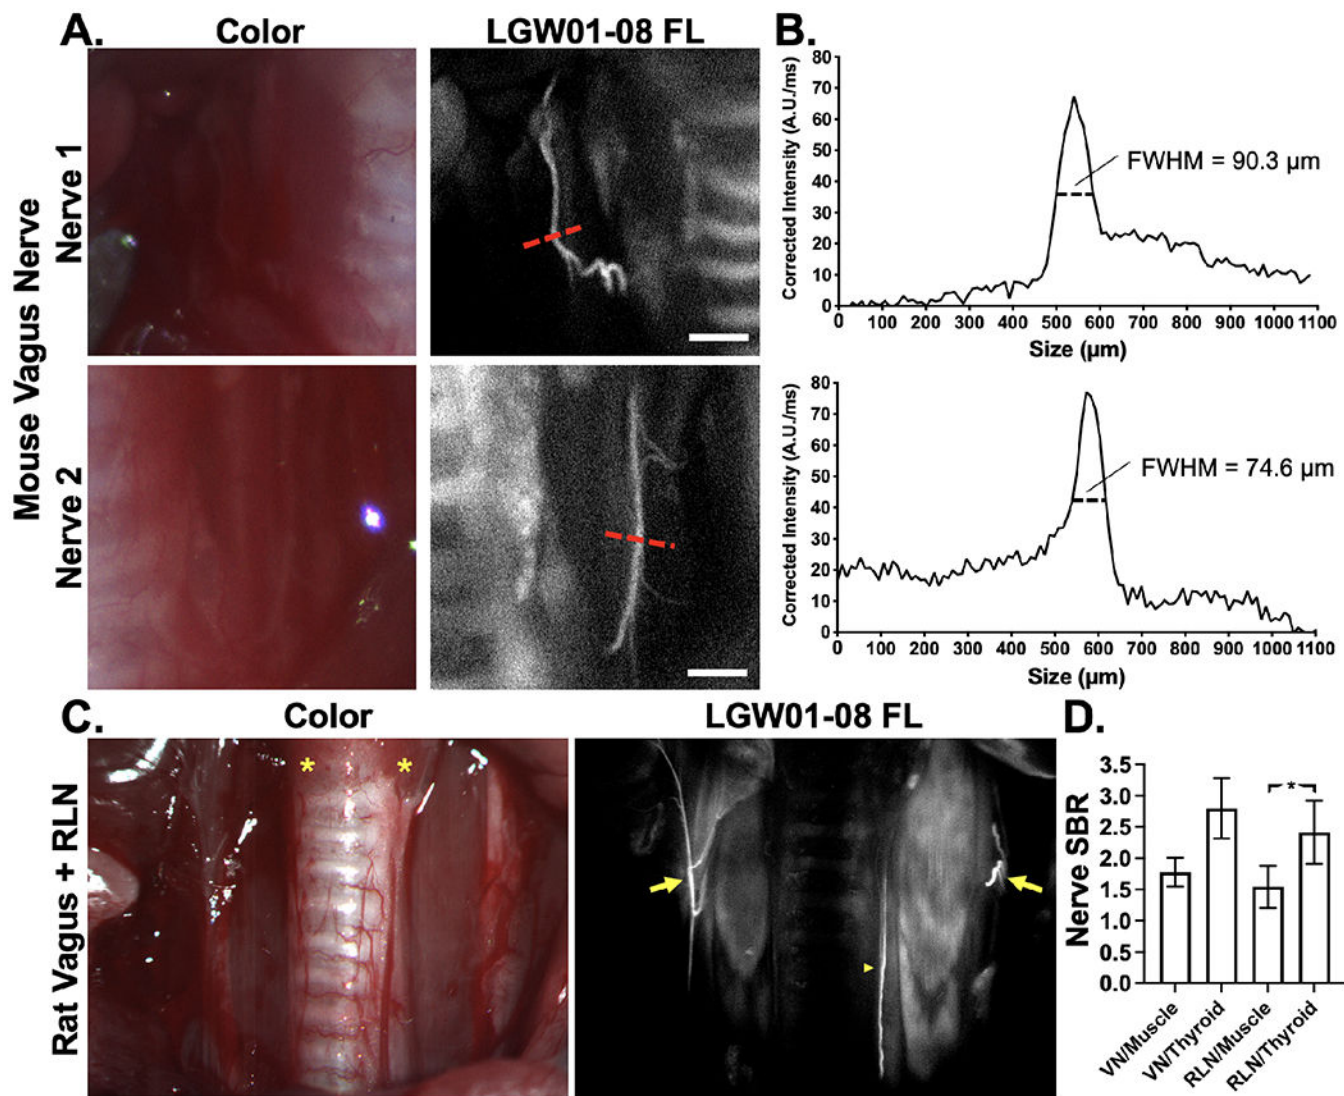 A.
Color
LGW01-08 FL
B.
Mouse Vagus Nerve
Nerve 1
Nerve 2
Corrected Intensity (A.U./ms)
80
70
60
50
40
30
20
10
0
FWHM = 90.3 μm
0 100 200 300 400 500 600 700 800 900 1000 1100
Size (μm)
Corrected Intensity (A.U./ms)
80
70
60
50
40
30
20
10
0
FWHM = 74.6 μm
0 100 200 300 400 500 600 700 800 900 1000 1100
Size (μm)
C.
Color
LGW01-08 FL
D.
Rat Vagus + RLN
* *
Nerve SBR
3.5
3.0
2.5
2.0
1.5
1.0
0.5
0.0
*
VN/Muscle
VN/Thyroid
RLN/Muscle
RLN/Thyroid